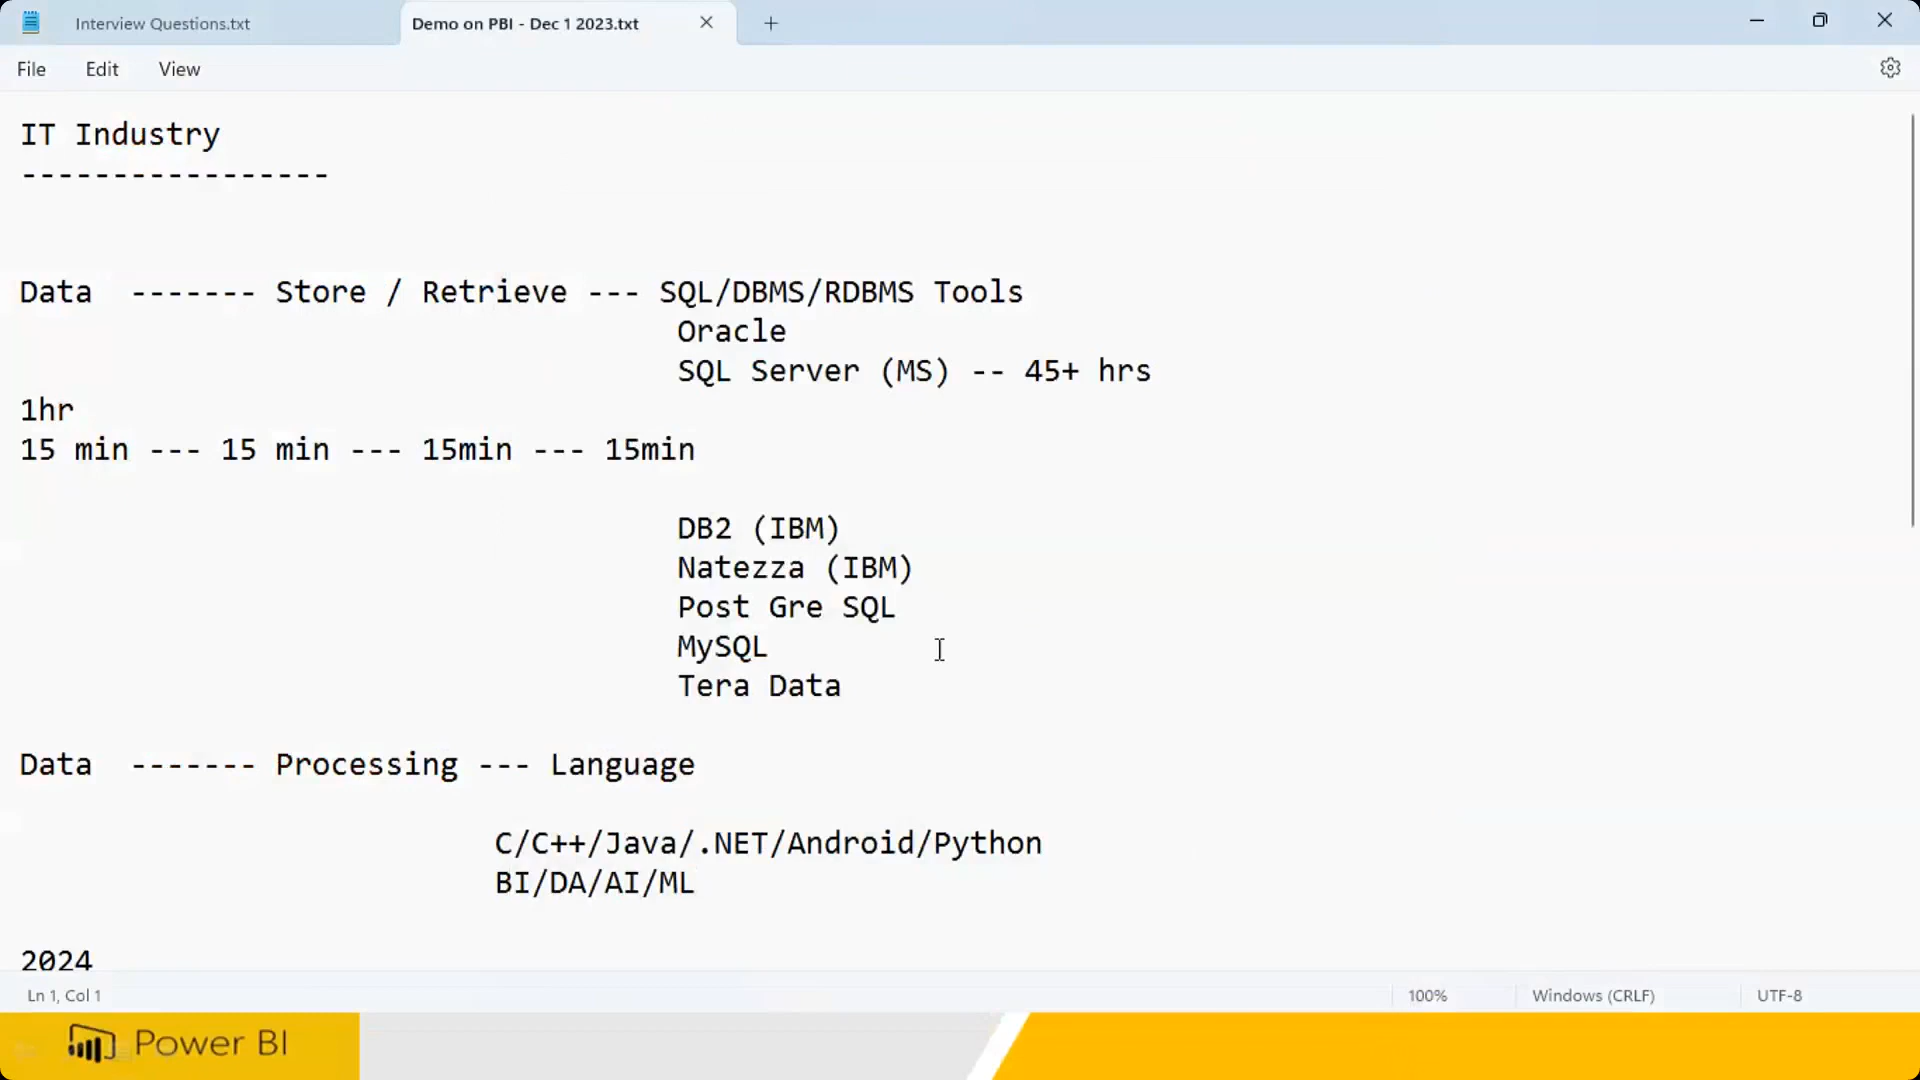 Interview Questions.txt
Demo on PBI - Dec 1 2023.txt
File Edit View
IT Industry
-----------------
Data ------- Store / Retrieve --- SQL/DBMS/RDBMS Tools
Oracle
SQL Server (MS) -- 45+ hrs
1hr
15 min --- 15 min --- 15min --- 15min
DB2 (IBM)
Natezza (IBM)
Post Gre SQL
MySQL
Tera Data
Data ------- Processing --- Language
C/C++/Java/.NET/Android/Python
BI/DA/AI/ML
2024
Ln 1, Col 1
100%
Windows (CRLF)
UTF-8
Power BI